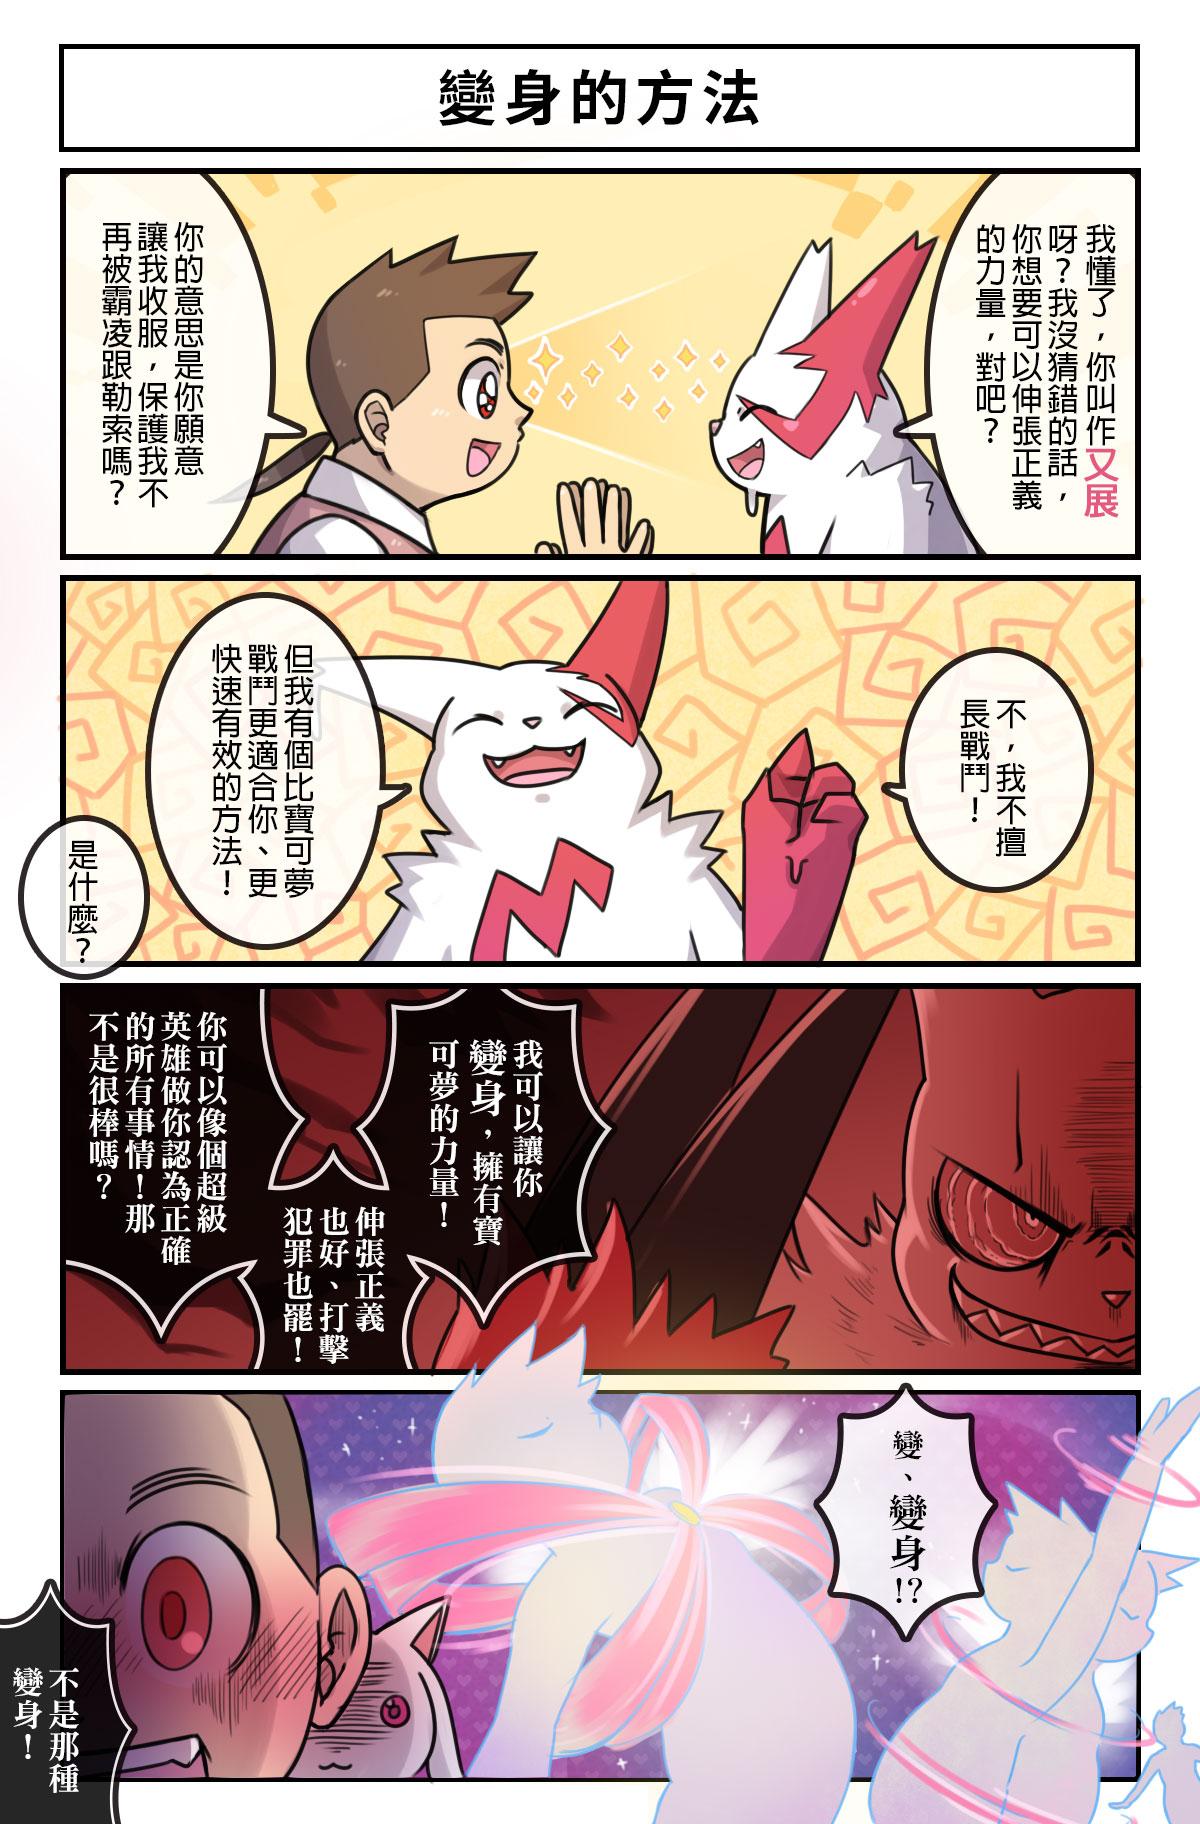 變身的方法
我懂了，你叫作又展
呀？我沒猜錯的話，
你想要可以伸張正義
的力量，對吧？
你的意思是你願意
讓我收服，保護我不
再被霸凌跟勒索嗎？
不，我不擅
長戰鬥！
但我有個比寶可夢
戰鬥更適合你、更
快速有效的方法！
是什麼？
我可以讓你
變身，擁有寶
可夢的力量！
伸張正義
也好、打擊
犯罪也罷！
你可以像個超級
英雄做你認為正確
的所有事情！那
不是很棒嗎？
變、變身!?
不是那種
變身！